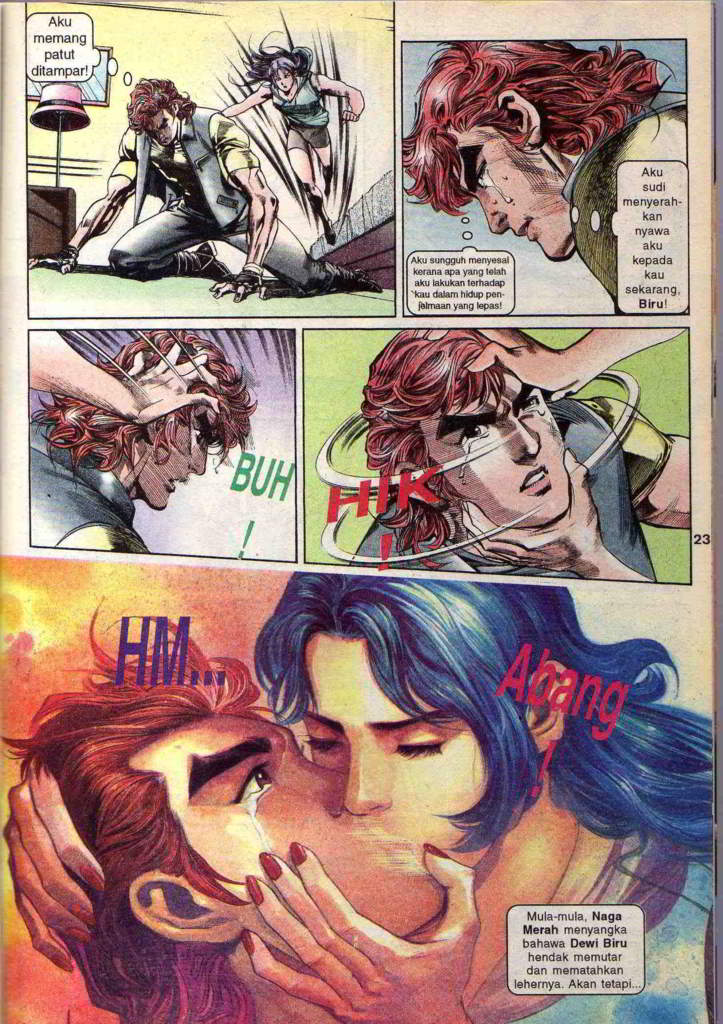 Aku
memang
patut
ditampar!
Aku sungguh menyesal
kerana apa yang telah
aku lakukan terhadap
'kau dalam hidup pen-
jelmaan yang lepas!
Aku
sudi
menyerah-
kan
nyawa
aku
kepada
kau
sekarang,
Biru!
BUH
!
HIK
!
23
HM...
Abang
!
Mula-mula, Naga
Merah menyangka
bahawa Dewi Biru
hendak memutar
dan mematahkan
lehernya. Akan tetapi...